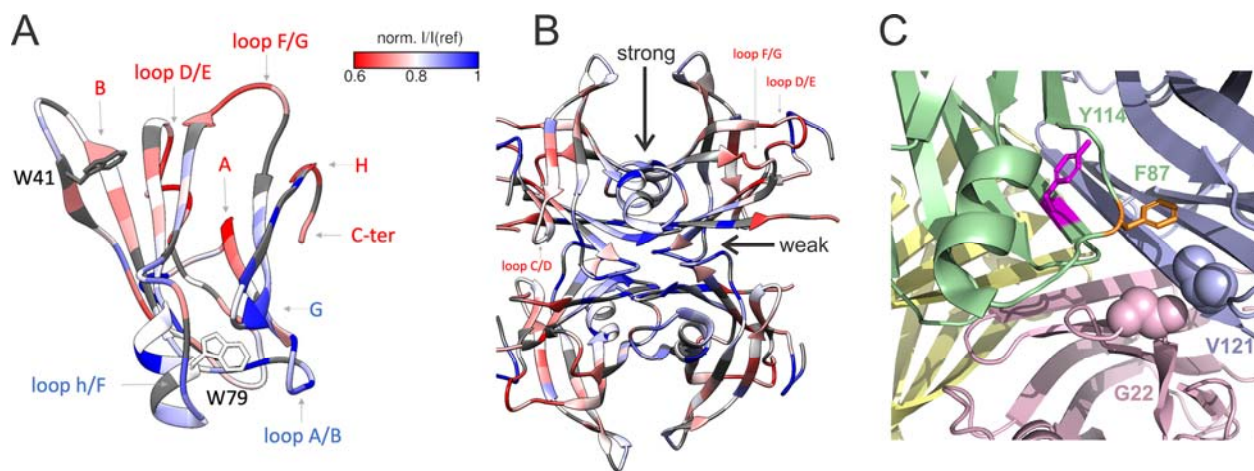 A
loop F/G
loop D/E
B
W41
A
H
C-ter
G
loop h/F
W79
loop A/B
norm. I/I(ref)
0.6 0.8 1
B
strong
loop F/G
loop D/E
weak
loop C/D
C
Y114
F87
V121
G22